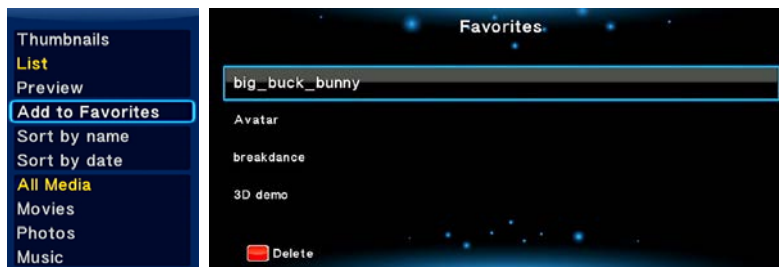 Thumbnails
List
Preview
Add to Favorites
Sort by name
Sort by date
All Media
Movies
Photos
Music
Favorites
big_buck_bunny
Avatar
breakdance
3D demo
Delete